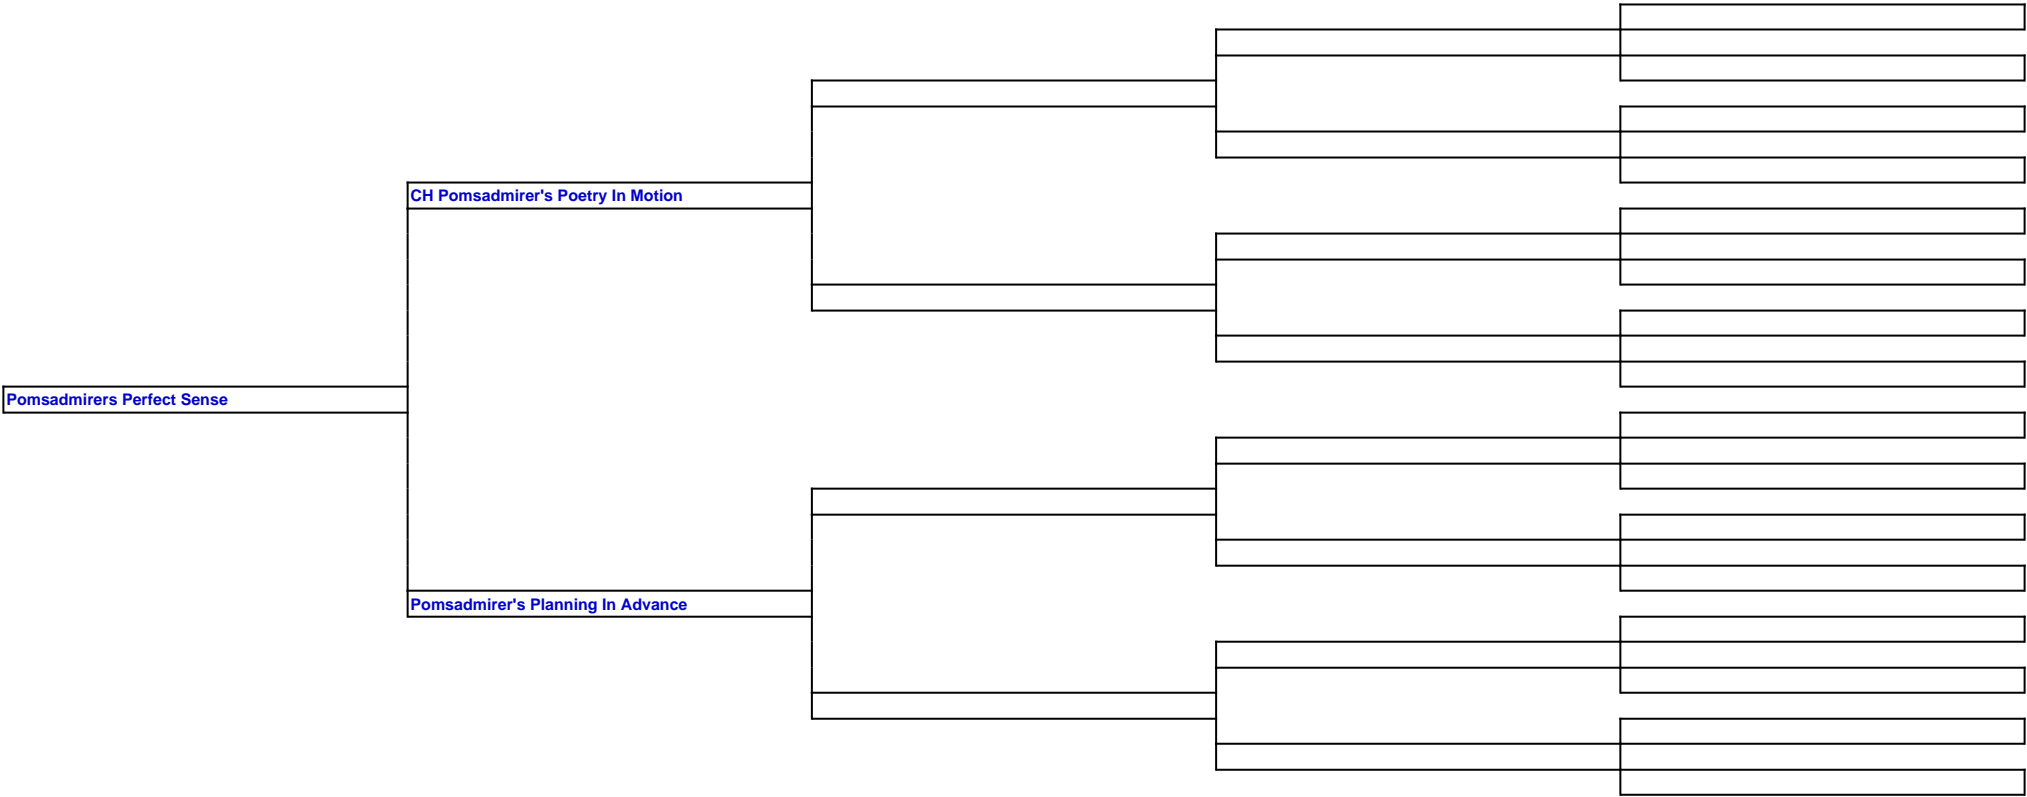 CH Pomsadmirer's Poetry In Motion
Pomsadmirers Perfect Sense
Pomsadmirer's Planning In Advance